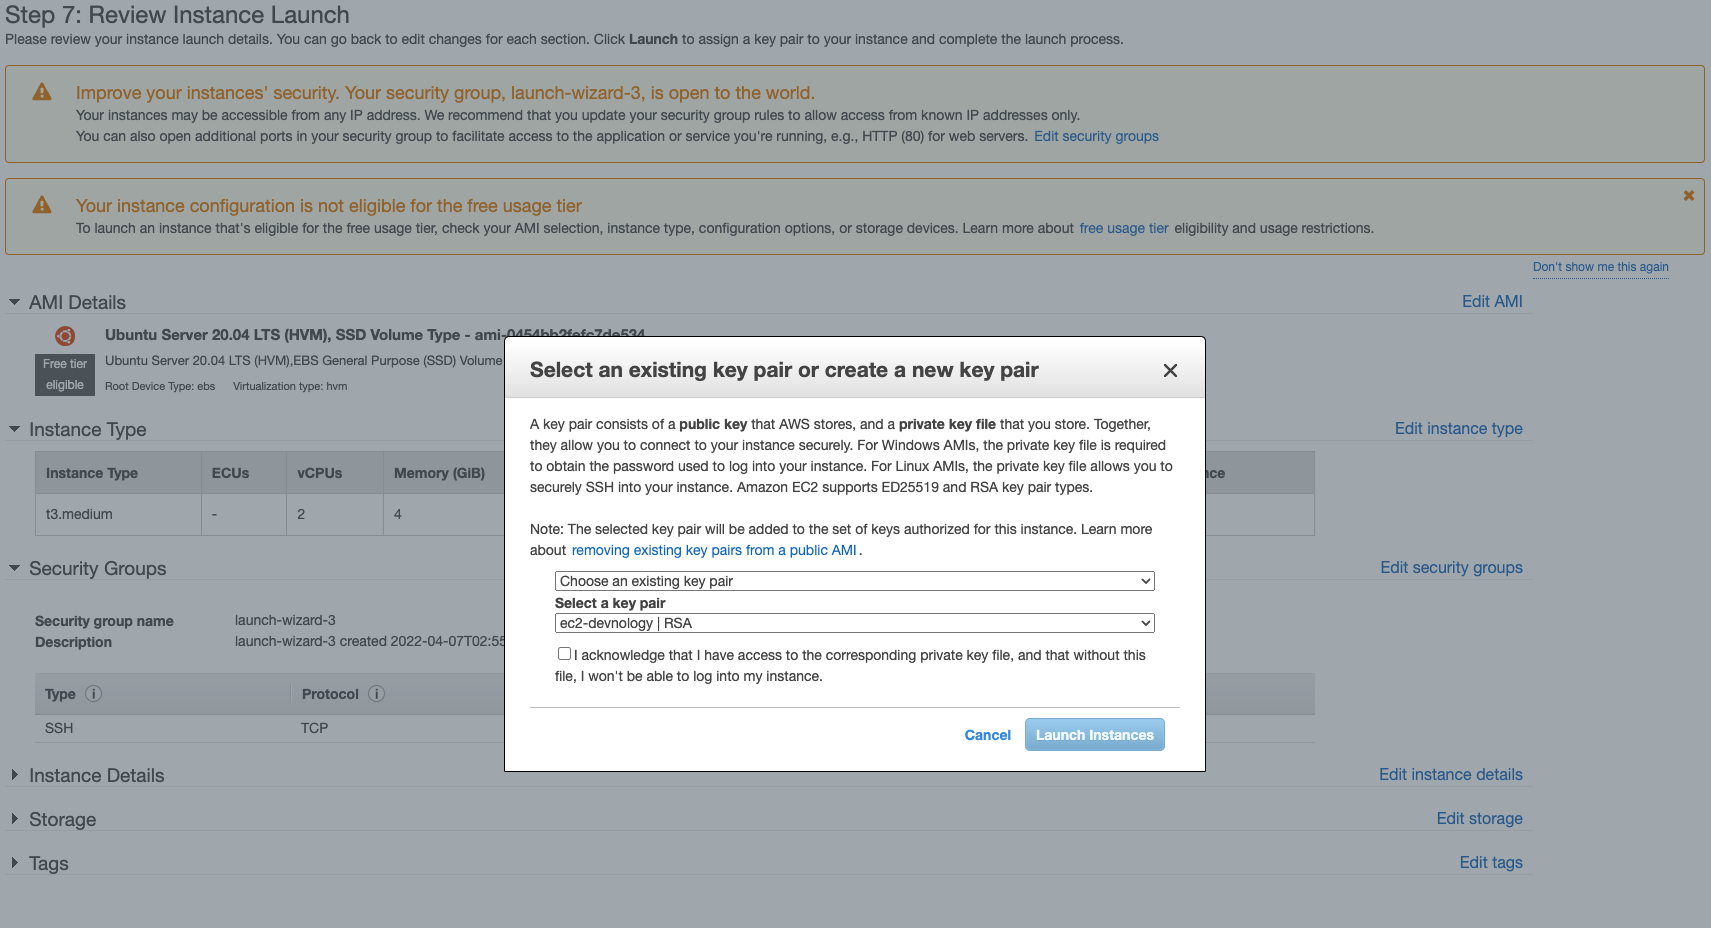 Step 7: Review Instance Launch
Please review your instance launch details. You can go back to edit changes for each section. Click Launch to assign a key pair to your instance and complete the launch process.
Improve your instances' security. Your security group, launch-wizard-3, is open to the world.
Your instances may be accessible from any IP address. We recommend that you update your security group rules to allow access from known IP addresses only.
You can also open additional ports in your security group to facilitate access to the application or service you're running, e.g., HTTP (80) for web servers. Edit security groups
Your instance configuration is not eligible for the free usage tier
To launch an instance that's eligible for the free usage tier, check your AMI selection, instance type, configuration options, or storage devices. Learn more about free usage tier eligibility and usage restrictions.
Don't show me this again
AMI Details
Edit AMI
Ubuntu Server 20.04 LTS (HVM), SSD Volume Type - ami-0454bb2fefc7de534
Free tier
eligible
Ubuntu Server 20.04 LTS (HVM),EBS General Purpose (SSD) Volume
Root Device Type: ebs Virtualization type: hvm
Instance Type
Edit instance type
Instance Type ECUs vCPUs Memory (GiB)
t3.medium - 2 4
Security Groups
Edit security groups
Security group name launch-wizard-3
Description launch-wizard-3 created 2022-04-07T02:55
Type Protocol
SSH TCP
Instance Details
Edit instance details
Storage
Edit storage
Tags
Edit tags
Select an existing key pair or create a new key pair
A key pair consists of a public key that AWS stores, and a private key file that you store. Together,
they allow you to connect to your instance securely. For Windows AMIs, the private key file is required
to obtain the password used to log into your instance. For Linux AMIs, the private key file allows you to
securely SSH into your instance. Amazon EC2 supports ED25519 and RSA key pair types.
Note: The selected key pair will be added to the set of keys authorized for this instance. Learn more
about removing existing key pairs from a public AMI .
Choose an existing key pair
Select a key pair
ec2-devnology | RSA
I acknowledge that I have access to the corresponding private key file, and that without this
file, I won't be able to log into my instance.
Cancel
Launch Instances